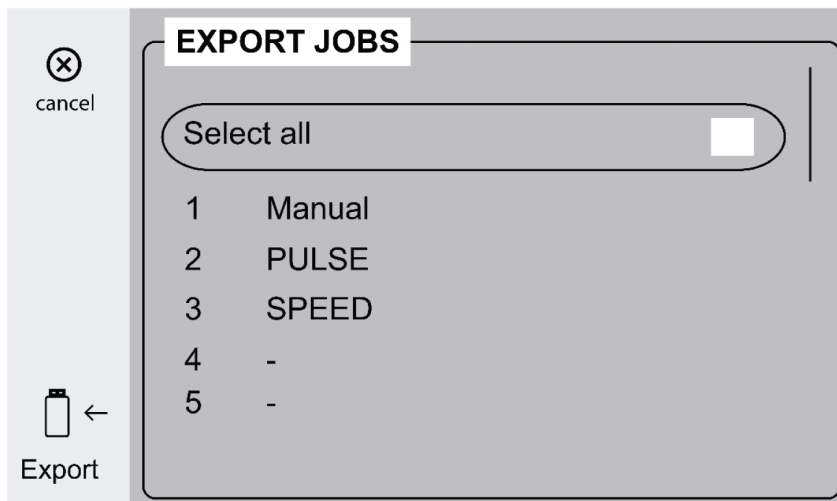 EXPORT JOBS
cancel
Select all
1 Manual
2 PULSE
3 SPEED
4 -
5 -
Export